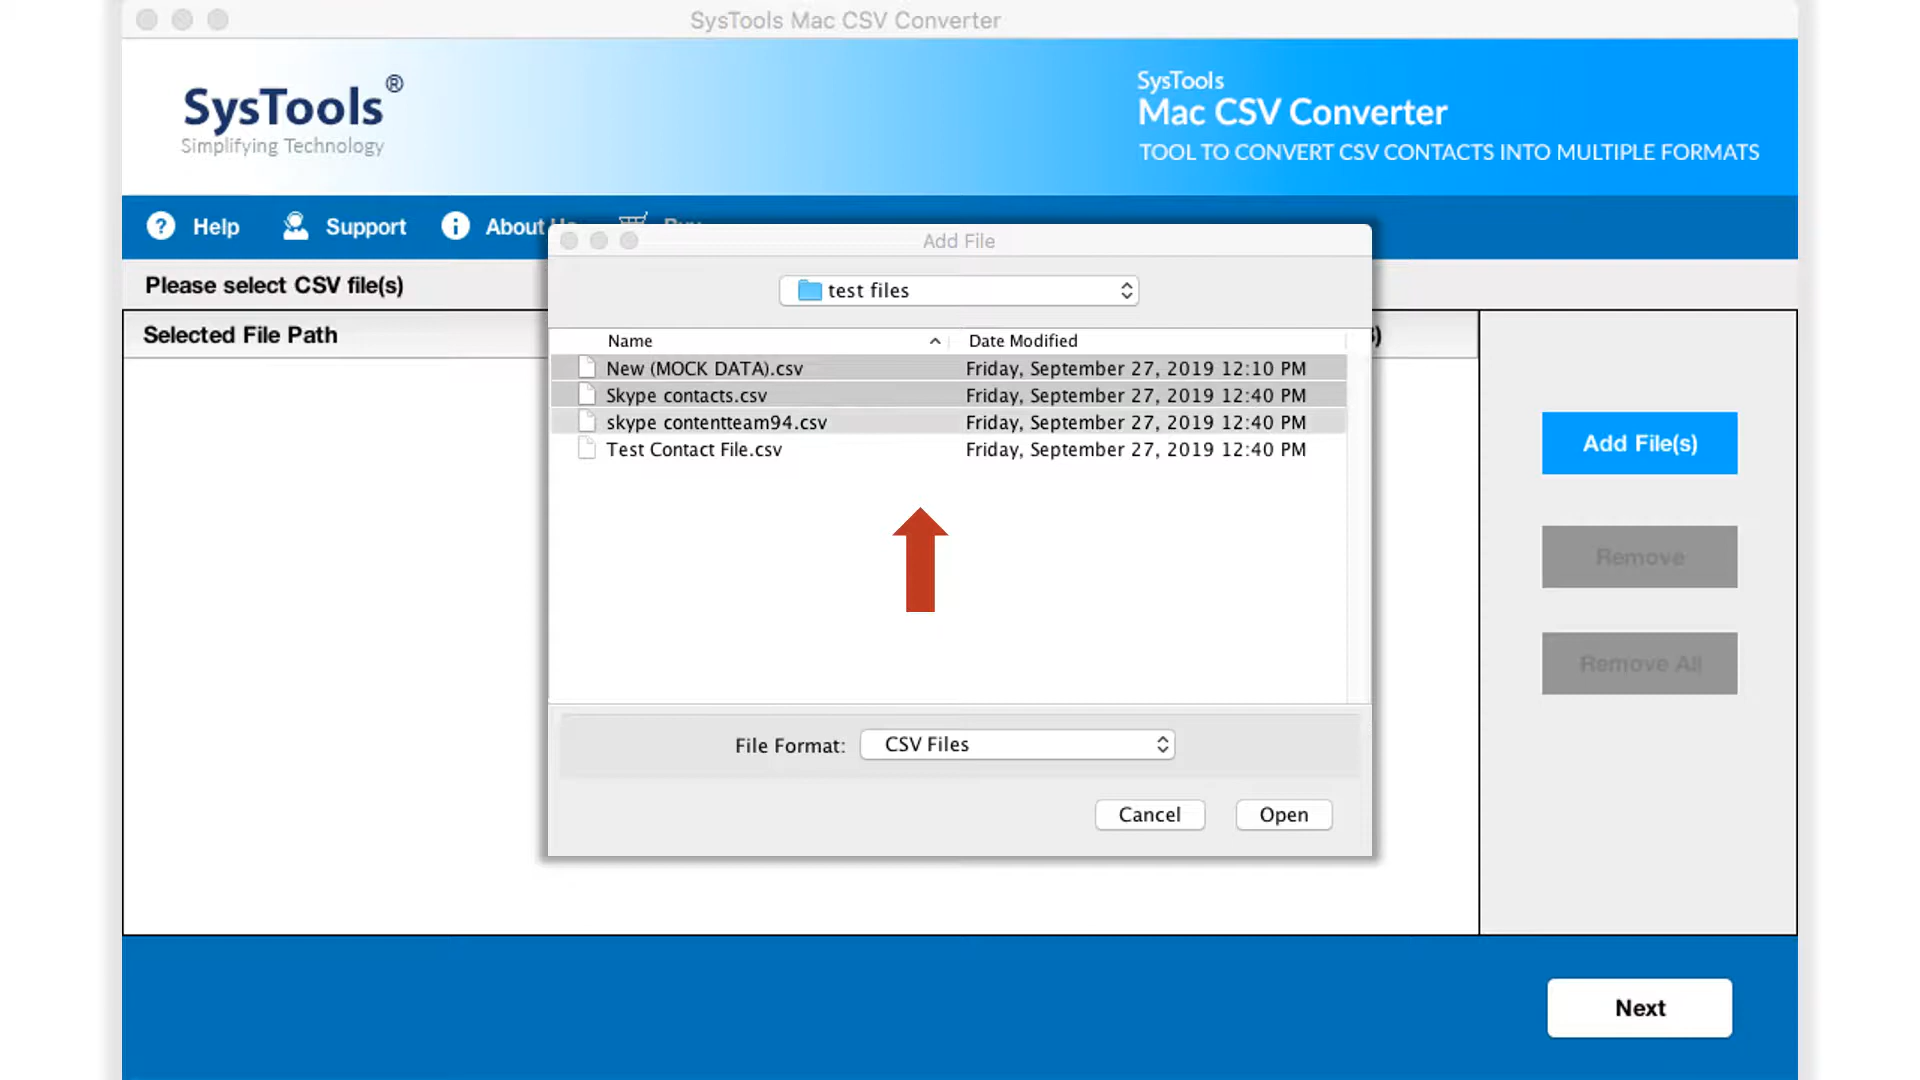 SysTools Mac CSV Converter
SysTools®
Simplifying Technology
SysTools
Mac CSV Converter
TOOL TO CONVERT CSV CONTACTS INTO MULTIPLE FORMATS
Help Support About
Add File
Please select CSV file(s)
test files
Selected File Path
Name Date Modified
New (MOCK DATA).csv Friday, September 27, 2019 12:10 PM
Skype contacts.csv Friday, September 27, 2019 12:40 PM
skype contentteam94.csv Friday, September 27, 2019 12:40 PM
Test Contact File.csv Friday, September 27, 2019 12:40 PM
Add File(s)
Remove
Remove All
File Format: CSV Files
Cancel Open
Next